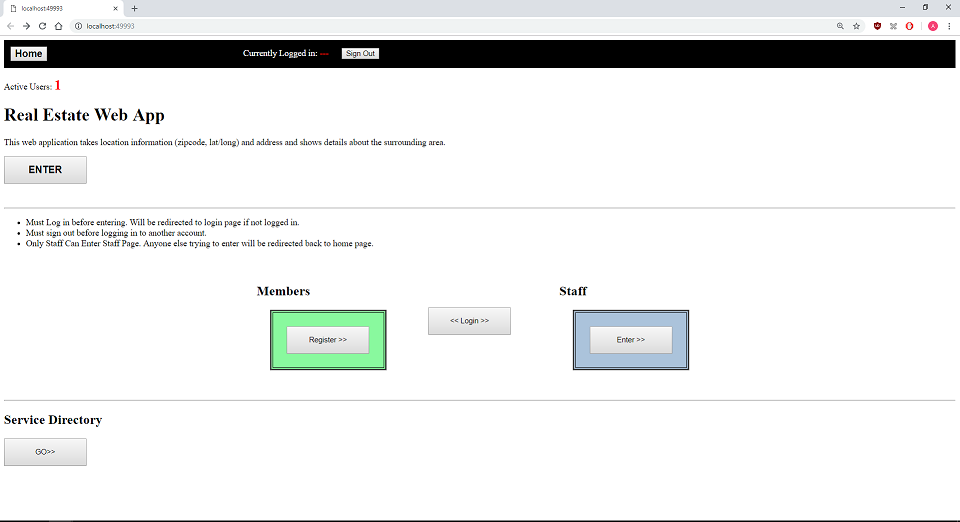 localhost:49993
localhost:49993
Home
Currently Logged in: ---
Sign Out
Active Users: 1
Real Estate Web App
This web application takes location information (zipcode, lat/long) and address and shows details about the surrounding area.
ENTER
Must Log in before entering. Will be redirected to login page if not logged in.
Must sign out before logging in to another account.
Only Staff Can Enter Staff Page. Anyone else trying to enter will be redirected back to home page.
Members
Staff
Register >>
<< Login >>
Enter >>
Service Directory
GO>>